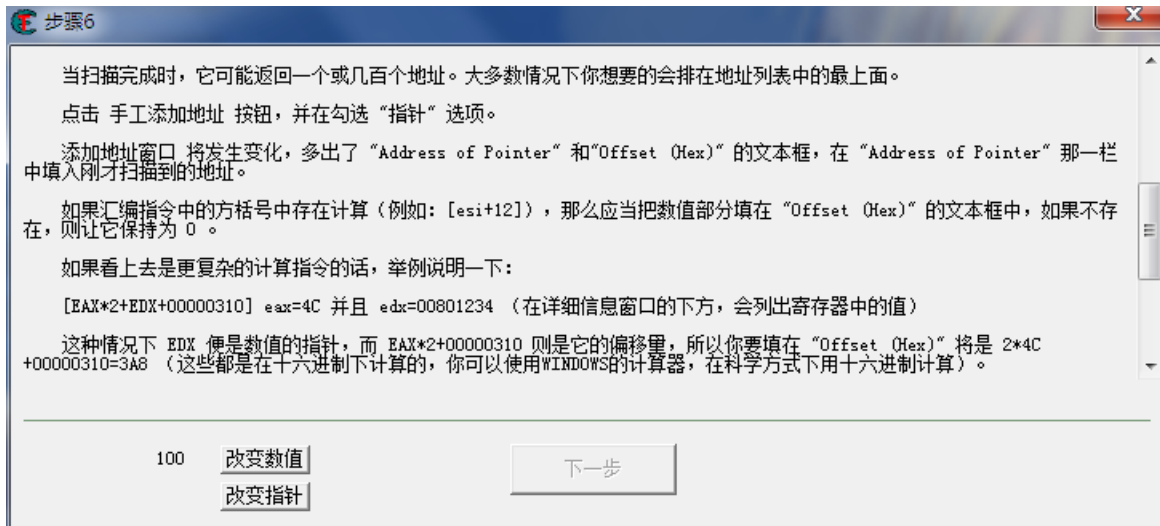 步骤6
当扫描完成时，它可能返回一个或几百个地址。大多数情况下你想要的会排在地址列表中的最上面。
点击 手工添加地址 按钮，并在勾选 “指针” 选项。
添加地址窗口 将发生变化，多出了 “Address of Pointer” 和“Offset (Hex)” 的文本框，在 “Address of Pointer” 那一栏
中填入刚才扫描到的地址。
如果汇编指令中的方括号中存在计算（例如：[esi+12]），那么应当把数值部分填在 “Offset (Hex)” 的文本框中，如果不存
在，则让它保持为 0 。
如果看上去是更复杂的计算指令的话，举例说明一下：
[EAX*2+EDX+00000310] eax=4C 并且 edx=00801234 （在详细信息窗口的下方，会列出寄存器中的值）
这种情况下 EDX 便是数值的指针，而 EAX*2+00000310 则是它的偏移量，所以你要填在 “Offset (Hex)” 将是 2*4C
+00000310=3A8 （这些都是在十六进制下计算的，你可以使用WINDOWS的计算器，在科学方式下用十六进制计算）。
100 改变数值 下一步
改变指针